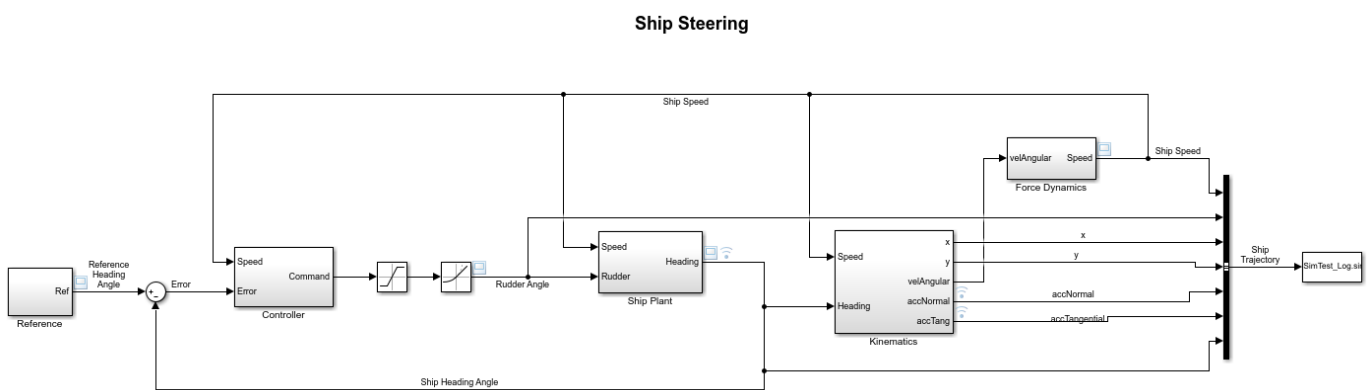 Ship Steering
Ship Speed
velAngular
Speed
Ship Speed
Force Dynamics
Reference
Heading
Angle
Ref
Reference
+
-
Error
Speed
Command
Error
Controller
Rudder Angle
Speed
Heading
Rudder
Ship Plant
Speed
Heading
x
y
velAngular
accNormal
accTang
Kinematics
x
y
accNormal
accTangential
Ship
Trajectory
SimTest_Log.sir
Ship Heading Angle